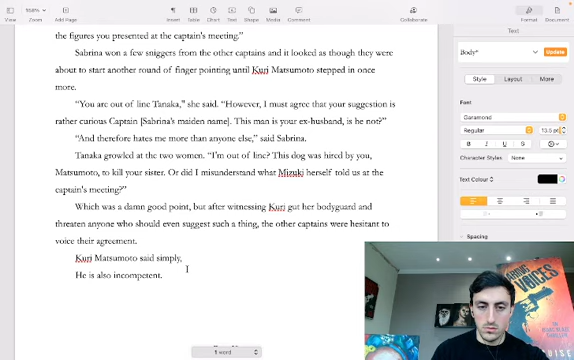 108%
View
Zoom
Add Page
Insert
Table
Chart
Text
Shape
Media
Comment
Collaborate
Format
Document
the figures you presented at the captain's meeting."
Sabrina won a few sniggers from the other captains and it looked as though they
were about to start another round of finger pointing until Kuri Matsumoto stepped in once
more.
"You are out of line Tanaka," she said. "However, I must agree that your suggestion is
rather curious Captain [Sabrina's maiden name]. This man is your ex-husband, is he not?"
"And therefore hates me more than anyone else," said Sabrina.
Tanaka growled at the two women. "I'm out of line? This dog was hired by you,
Matsumoto, to kill your sister. Or did I misunderstand what Mizuki herself told us at the
captain's meeting?"
Which was a damn good point, but after witnessing Kuri gut her bodyguard and
threaten anyone who should even suggest such a thing, the other captains were hesitant to
voice their agreement.
Kuri Matsumoto said simply,
He is also incompetent.
1 word
Text
Body*
Update
Style
Layout
More
Font
Garamond
Regular
13.5 pt
B
I
U
S
Character Styles
None
Text Colour
Spacing
VOICES